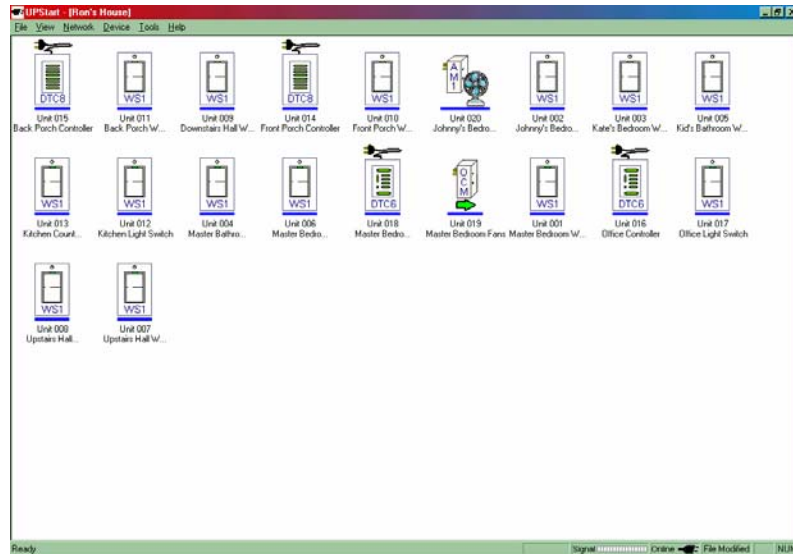 UPStart - [Ron's House]
File View Network Device Tools Help
DTC8 WS1 WS1 DTC8 WS1 AM1 WS1 WS1 WS1
Unit 015 Unit 011 Unit 009 Unit 014 Unit 010 Unit 020 Unit 002 Unit 003 Unit 005
Back Porch Controller Back Porch W... Downstairs Hall W... Front Porch Controller Front Porch W... Johnny's Bedro... Johnny's Bedro... Kate's Bedroom W... Kid's Bathroom W...
WS1 WS1 WS1 WS1 DTC6 OCM WS1 DTC6 WS1
Unit 013 Unit 012 Unit 004 Unit 006 Unit 018 Unit 019 Unit 001 Unit 016 Unit 017
Kitchen Count... Kitchen Light Switch Master Bathro... Master Bedro... Master Bedro... Master Bedroom Fans Master Bedroom W... Office Controller Office Light Switch
WS1 WS1
Unit 008 Unit 007
Upstairs Hall... Upstairs Hall W...
Ready Signal Online File Modified NUM